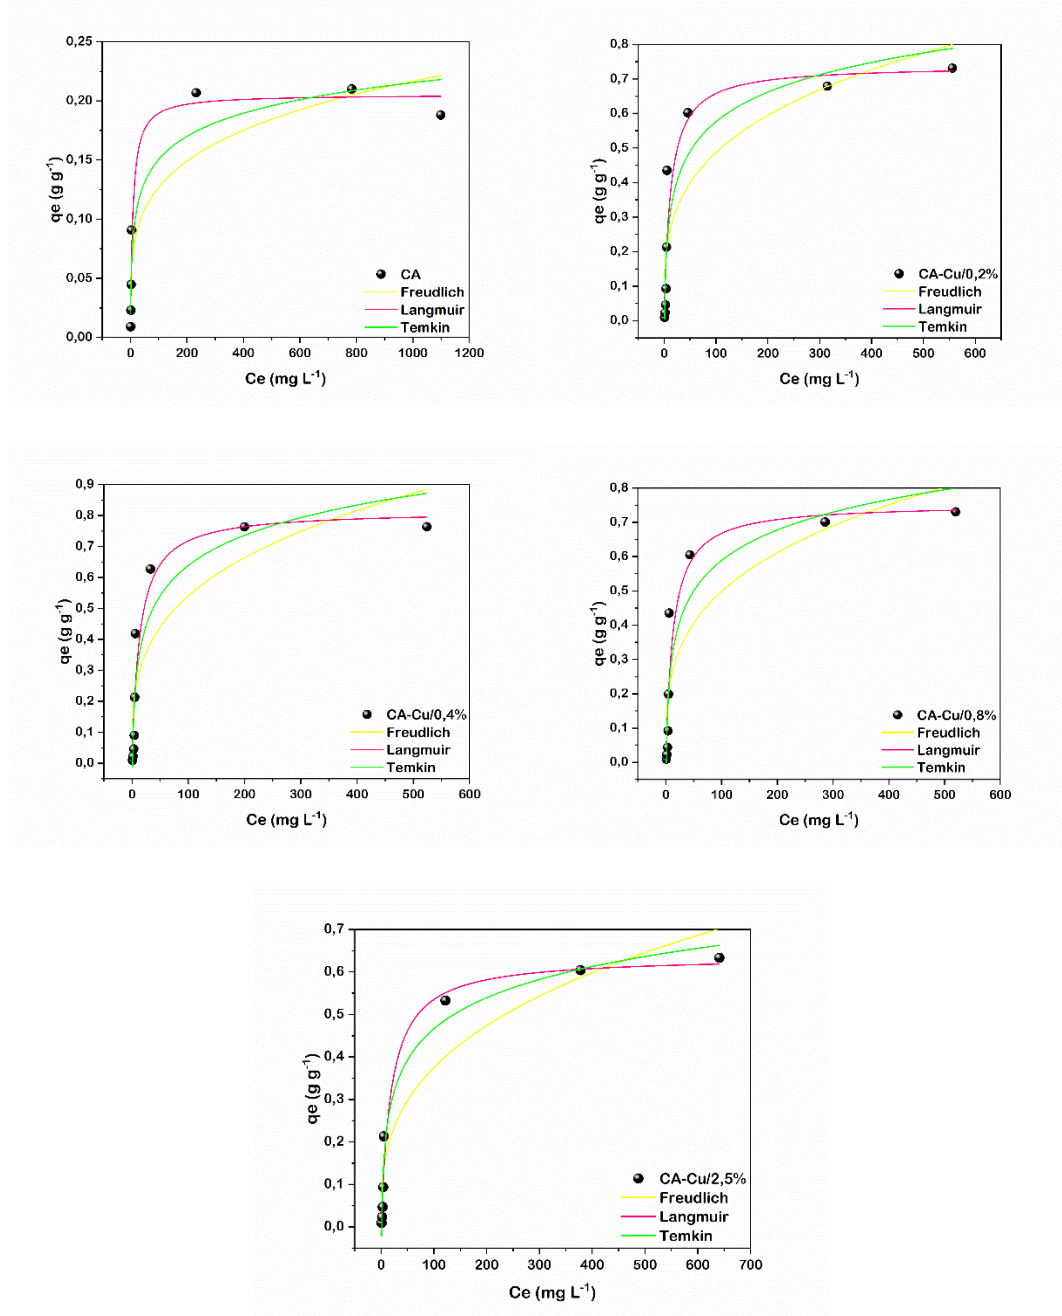 0,25
0,20
0,15
0,10
0,05
0,00
qe (g g⁻¹)
CA
Freudlich
Langmuir
Temkin
0 200 400 600 800 1000 1200
Ce (mg L⁻¹)
0,8
0,7
0,6
0,5
0,4
0,3
0,2
0,1
0,0
qe (g g⁻¹)
CA-Cu/0,2%
Freudlich
Langmuir
Temkin
0 100 200 300 400 500 600
Ce (mg L⁻¹)
0,9
0,8
0,7
0,6
0,5
0,4
0,3
0,2
0,1
0,0
qe (g g⁻¹)
CA-Cu/0,4%
Freudlich
Langmuir
Temkin
0 100 200 300 400 500 600
Ce (mg L⁻¹)
0,8
0,7
0,6
0,5
0,4
0,3
0,2
0,1
0,0
qe (g g⁻¹)
CA-Cu/0,8%
Freudlich
Langmuir
Temkin
0 100 200 300 400 500 600
Ce (mg L⁻¹)
0,7
0,6
0,5
0,4
0,3
0,2
0,1
0,0
qe (g g⁻¹)
CA-Cu/2,5%
Freudlich
Langmuir
Temkin
0 100 200 300 400 500 600 700
Ce (mg L⁻¹)